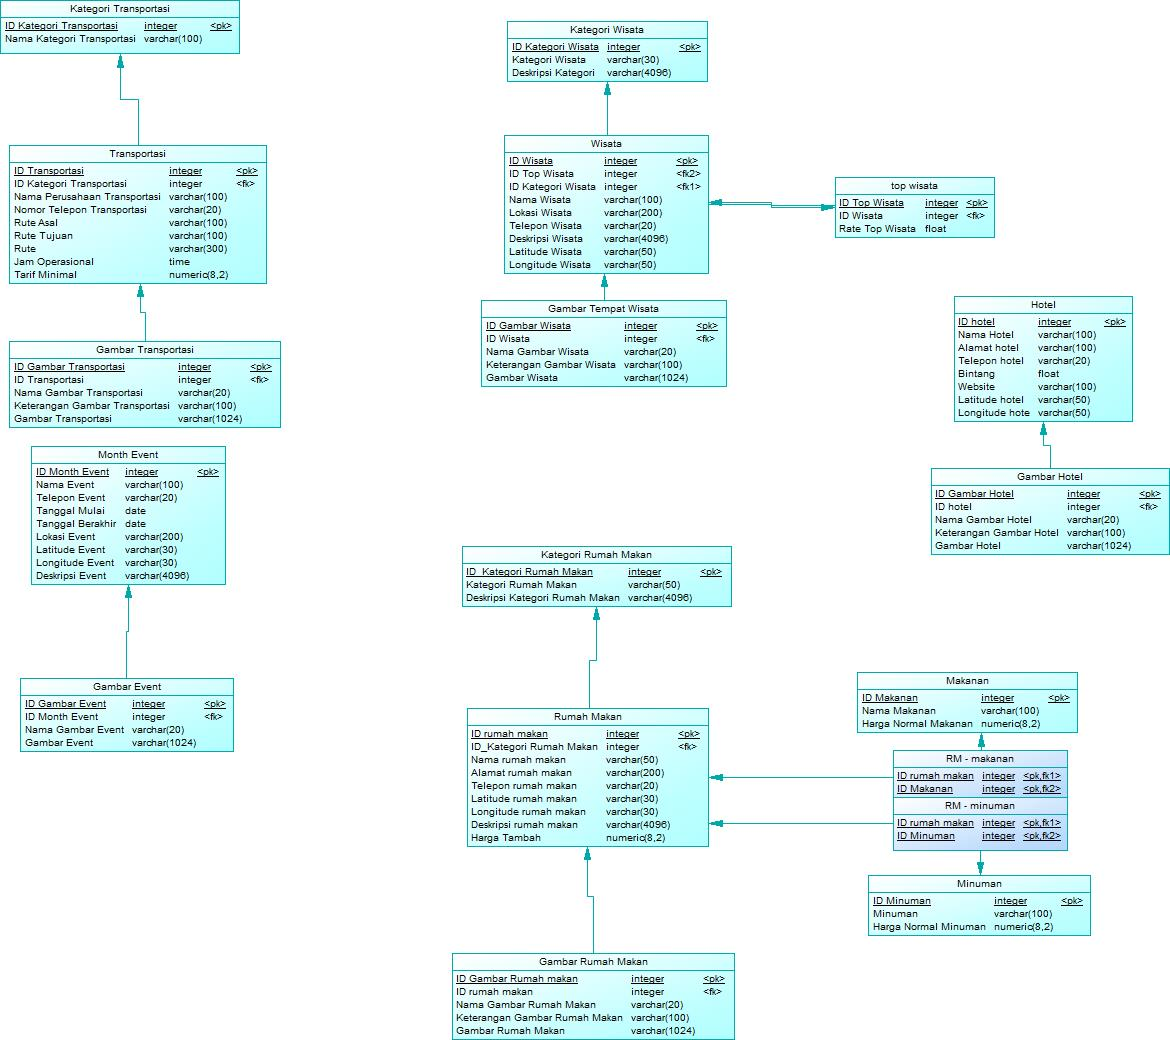 Kategori Transportasi
ID Kategori Transportasi integer <pk>
Nama Kategori Transportasi varchar(100)
Transportasi
ID Transportasi integer <pk>
ID Kategori Transportasi integer <fk>
Nama Perusahaan Transportasi varchar(100)
Nomor Telepon Transportasi varchar(20)
Rute Asal varchar(100)
Rute Tujuan varchar(100)
Rute varchar(300)
Jam Operasional time
Tarif Minimal numeric(8,2)
Gambar Transportasi
ID Gambar Transportasi integer <pk>
ID Transportasi integer <fk>
Nama Gambar Transportasi varchar(20)
Keterangan Gambar Transportasi varchar(100)
Gambar Transportasi varchar(1024)
Month Event
ID Month Event integer <pk>
Nama Event varchar(100)
Telepon Event varchar(20)
Tanggal Mulai date
Tanggal Berakhir date
Lokasi Event varchar(200)
Latitude Event varchar(30)
Longitude Event varchar(30)
Deskripsi Event varchar(4096)
Gambar Event
ID Gambar Event integer <pk>
ID Month Event integer <fk>
Nama Gambar Event varchar(20)
Gambar Event varchar(1024)
Kategori Wisata
ID Kategori Wisata integer <pk>
Kategori Wisata varchar(30)
Deskripsi Kategori varchar(4096)
Wisata
ID Wisata integer <pk>
ID Top Wisata integer <fk2>
ID Kategori Wisata integer <fk1>
Nama Wisata varchar(100)
Lokasi Wisata varchar(200)
Telepon Wisata varchar(20)
Deskripsi Wisata varchar(4096)
Latitude Wisata varchar(50)
Longitude Wisata varchar(50)
top wisata
ID Top Wisata integer <pk>
ID Wisata integer <fk>
Rate Top Wisata float
Gambar Tempat Wisata
ID Gambar Wisata integer <pk>
ID Wisata integer <fk>
Nama Gambar Wisata varchar(20)
Keterangan Gambar Wisata varchar(100)
Gambar Wisata varchar(1024)
Hotel
ID hotel integer <pk>
Nama Hotel varchar(100)
Alamat hotel varchar(100)
Telepon hotel varchar(20)
Bintang float
Website varchar(100)
Latitude hotel varchar(50)
Longitude hote varchar(50)
Gambar Hotel
ID Gambar Hotel integer <pk>
ID hotel integer <fk>
Nama Gambar Hotel varchar(20)
Keterangan Gambar Hotel varchar(100)
Gambar Hotel varchar(1024)
Kategori Rumah Makan
ID_Kategori Rumah Makan integer <pk>
Kategori Rumah Makan varchar(50)
Deskripsi Kategori Rumah Makan varchar(4096)
Rumah Makan
ID rumah makan integer <pk>
ID_Kategori Rumah Makan integer <fk>
Nama rumah makan varchar(50)
Alamat rumah makan varchar(200)
Telepon rumah makan varchar(20)
Latitude rumah makan varchar(30)
Longitude rumah makan varchar(30)
Deskripsi rumah makan varchar(4096)
Harga Tambah numeric(8,2)
Makanan
ID Makanan integer <pk>
Nama Makanan varchar(100)
Harga Normal Makanan numeric(8,2)
RM - makanan
ID rumah makan integer <pk,fk1>
ID Makanan integer <pk,fk2>
RM - minuman
ID rumah makan integer <pk,fk1>
ID Minuman integer <pk,fk2>
Minuman
ID Minuman integer <pk>
Minuman varchar(100)
Harga Normal Minuman numeric(8,2)
Gambar Rumah Makan
ID Gambar Rumah makan integer <pk>
ID rumah makan integer <fk>
Nama Gambar Rumah Makan varchar(20)
Keterangan Gambar Rumah Makan varchar(100)
Gambar Rumah Makan varchar(1024)